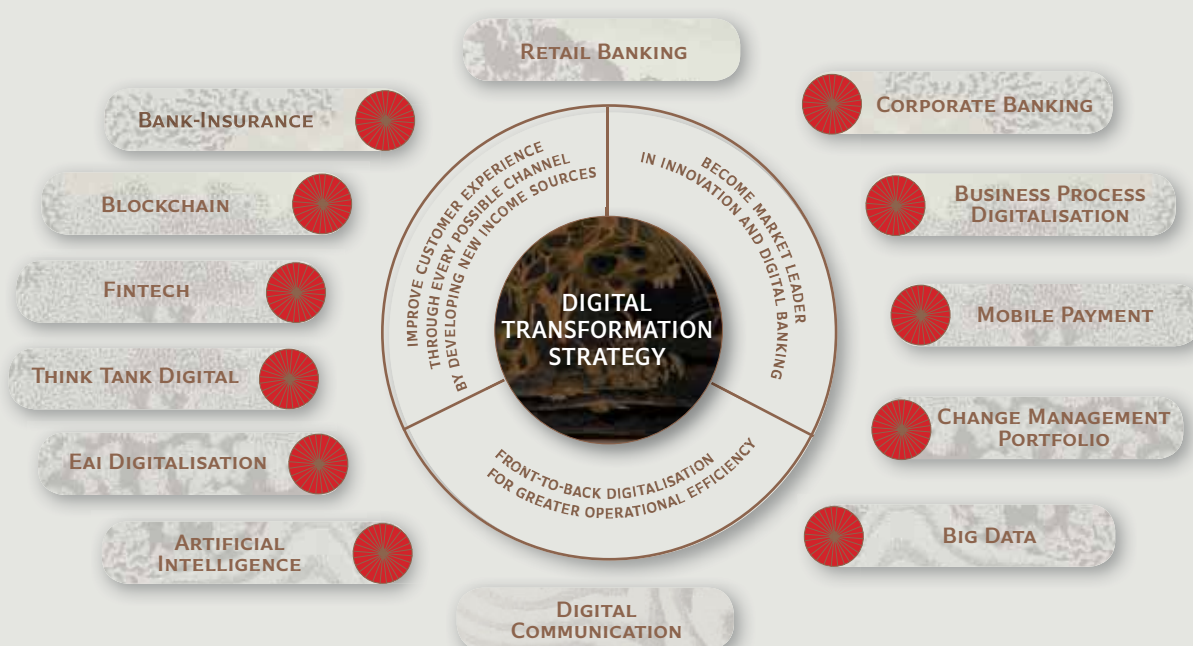 Retail Banking
Bank-Insurance
Corporate Banking
Blockchain
Business Process
Digitalisation
Fintech
Mobile Payment
Think Tank Digital
Change Management
Portfolio
Eai Digitalisation
Big Data
Artificial
Intelligence
Digital
Communication
IMPROVE CUSTOMER EXPERIENCE
THROUGH EVERY POSSIBLE CHANNEL
BY DEVELOPING NEW INCOME SOURCES
BECOME MARKET LEADER
IN INNOVATION AND DIGITAL BANKING
DIGITAL
TRANSFORMATION
STRATEGY
FRONT-TO-BACK DIGITALISATION
FOR GREATER OPERATIONAL EFFICIENCY